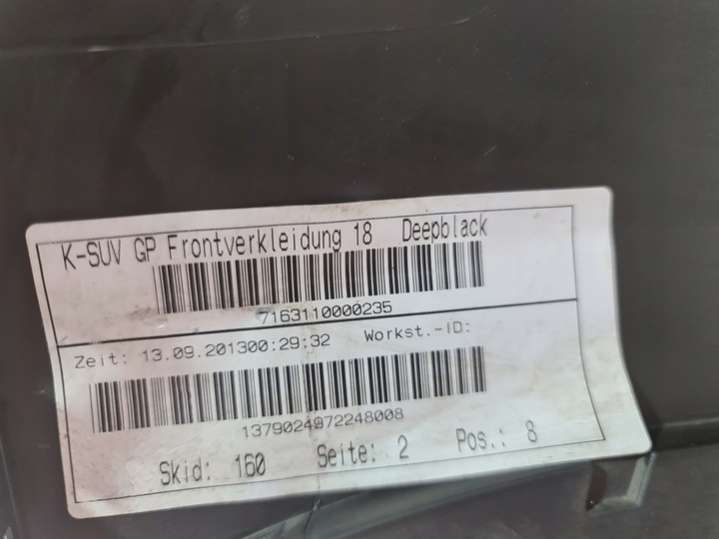 K-SUV GP Frontverkleidung 18 Deepblack
7163110000235
Zeit: 13.09.201300:29:32 Workst.-ID:
1379024972248008
Skid: 160 Seite: 2 Pos.: 8